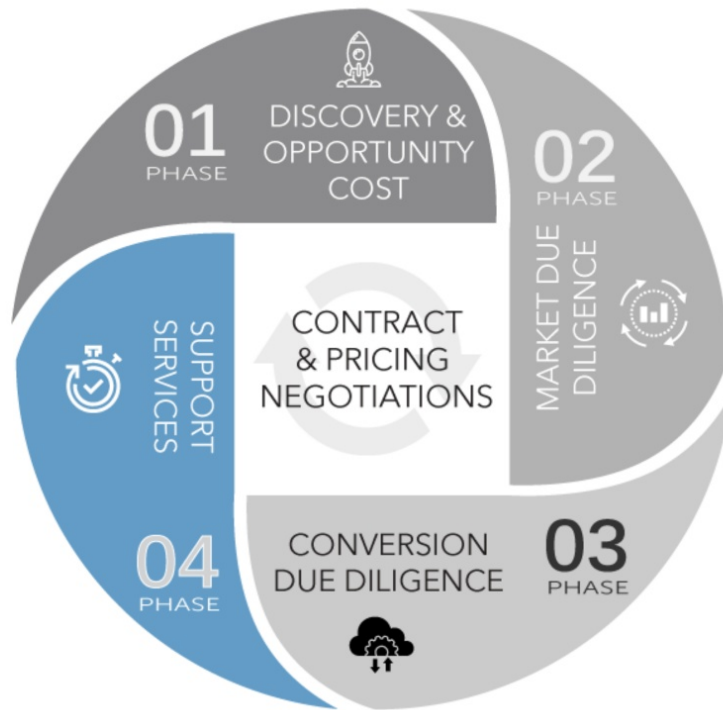 01
PHASE
DISCOVERY &
OPPORTUNITY
COST
02
PHASE
MARKET DUE
DILIGENCE
CONTRACT
& PRICING
NEGOTIATIONS
CONVERSION
DUE DILIGENCE
03
PHASE
SUPPORT
SERVICES
04
PHASE